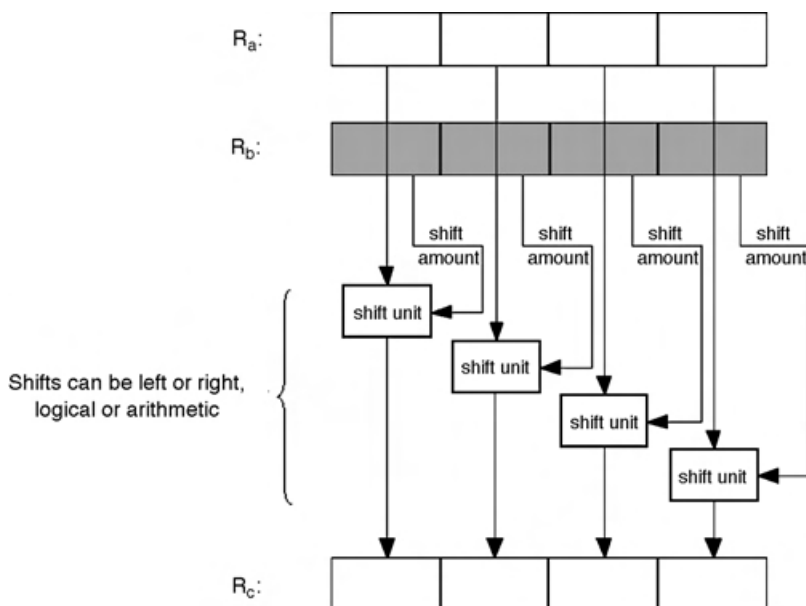 Ra:
Rb:
shift
amount
shift
amount
shift
amount
shift
amount
shift unit
shift unit
shift unit
shift unit
Shifts can be left or right,
logical or arithmetic
Rc: